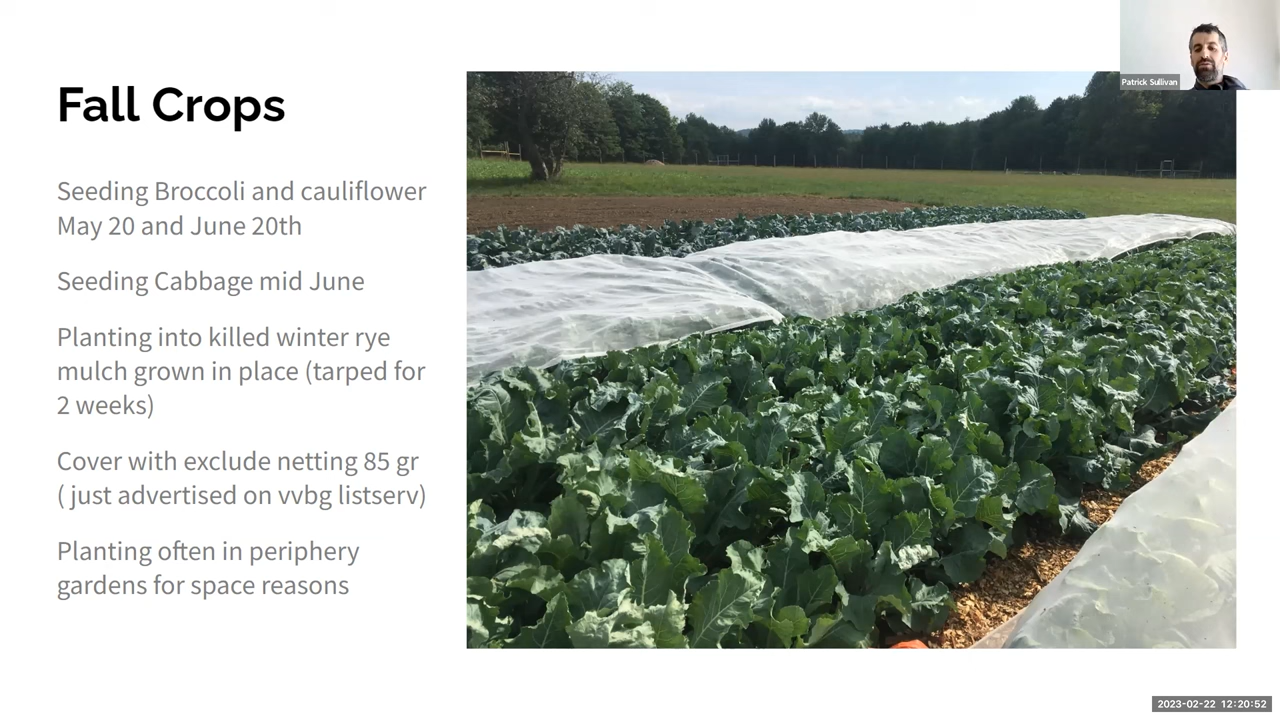 Fall Crops
Seeding Broccoli and cauliflower
May 20 and June 20th
Seeding Cabbage mid June
Planting into killed winter rye
mulch grown in place (tarped for
2 weeks)
Cover with exclude netting 85 gr
( just advertised on vvbg listserv)
Planting often in periphery
gardens for space reasons
Patrick Sullivan
2023-02-22 12:20:52